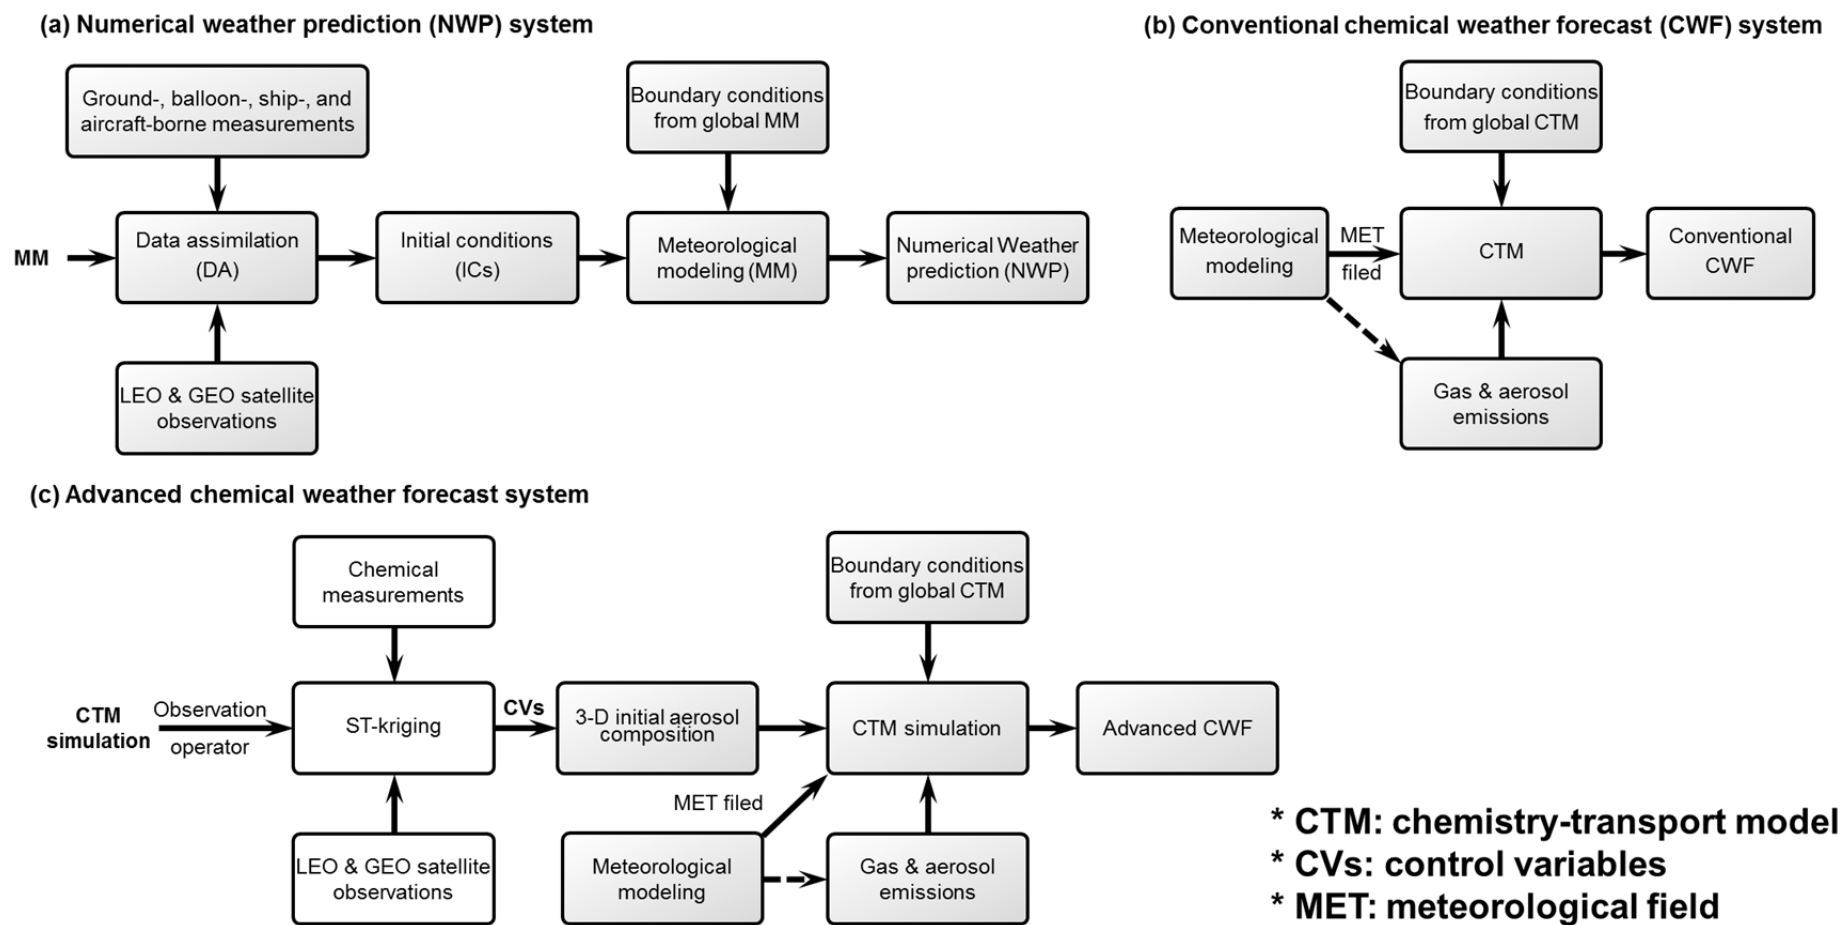 (a) Numerical weather prediction (NWP) system
Ground-, balloon-, ship-, and
aircraft-borne measurements
Boundary conditions
from global MM
MM
Data assimilation
(DA)
Initial conditions
(ICs)
Meteorological
modeling (MM)
Numerical Weather
prediction (NWP)
LEO & GEO satellite
observations
(b) Conventional chemical weather forecast (CWF) system
Boundary conditions
from global CTM
Meteorological
modeling
MET
filed
CTM
Conventional
CWF
Gas & aerosol
emissions
(c) Advanced chemical weather forecast system
Chemical
measurements
Boundary conditions
from global CTM
CTM
simulation
Observation
operator
ST-kriging
CVs
3-D initial aerosol
composition
CTM simulation
Advanced CWF
MET filed
LEO & GEO satellite
observations
Meteorological
modeling
Gas & aerosol
emissions
* CTM: chemistry-transport model
* CVs: control variables
* MET: meteorological field